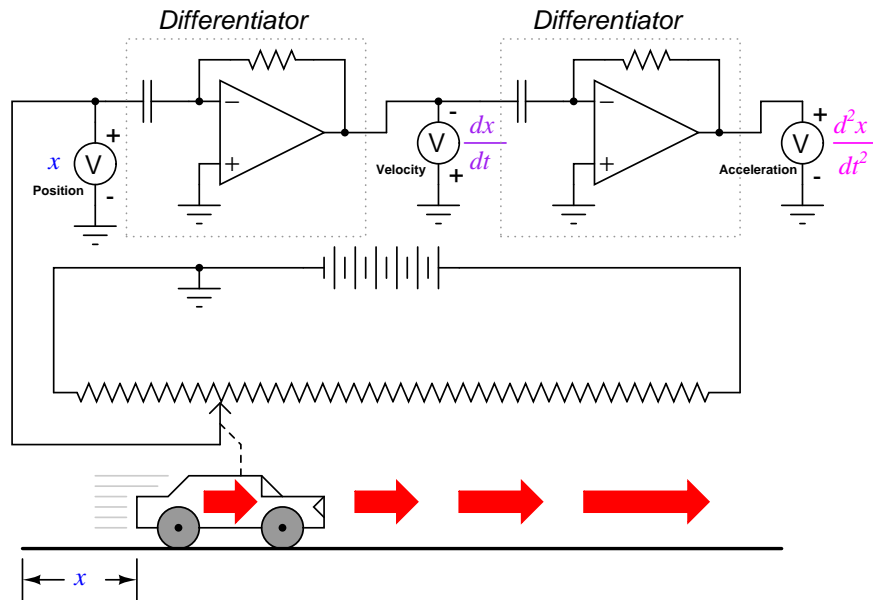 Differentiator
Differentiator
x
+
V
-
Position
−
+
-
V
+
Velocity
dx
dt
−
+
+
V
-
Acceleration
d²x
dt²
x